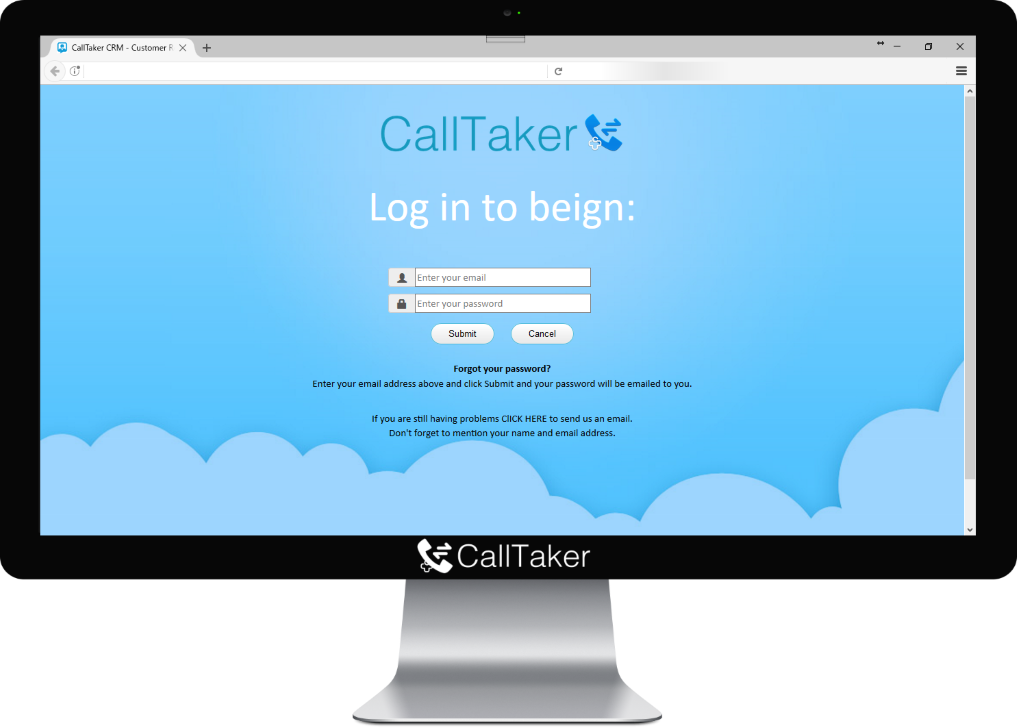 CallTaker CRM - Customer R
CallTaker
Log in to beign:
Enter your email
Enter your password
Submit Cancel
Forgot your password?
Enter your email address above and click Submit and your password will be emailed to you.
If you are still having problems ClICK HERE to send us an email.
Don't forget to mention your name and email address.
CallTaker